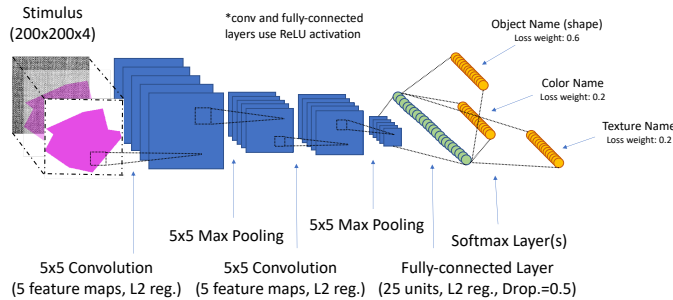 Stimulus
(200x200x4)
*conv and fully-connected
layers use ReLU activation
Object Name (shape)
Loss weight: 0.6
Color Name
Loss weight: 0.2
Texture Name
Loss weight: 0.2
5x5 Max Pooling
5x5 Max Pooling
Softmax Layer(s)
5x5 Convolution
(5 feature maps, L2 reg.)
5x5 Convolution
(5 feature maps, L2 reg.)
Fully-connected Layer
(25 units, L2 reg., Drop.=0.5)